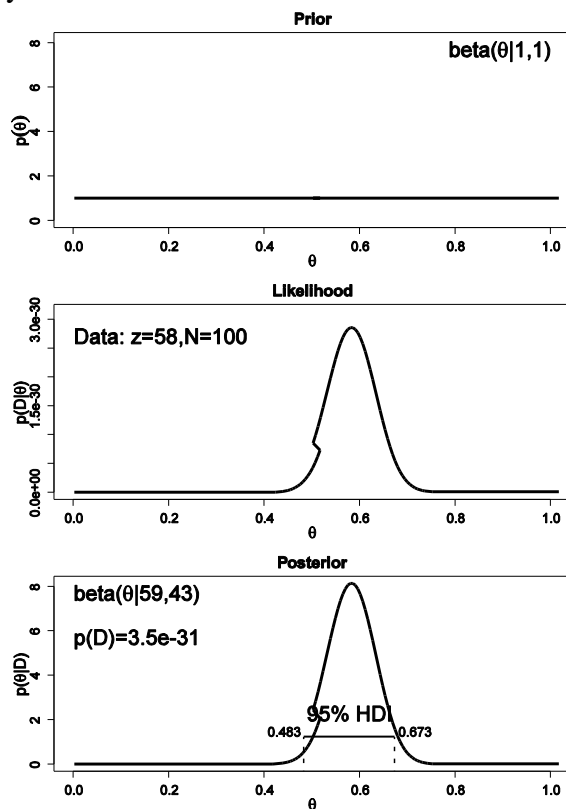 Prior
beta(θ|1,1)
p(θ)
8
6
4
2
0
0.0 0.2 0.4 0.6 0.8 1.0
θ
Likelihood
Data: z=58,N=100
p(D|θ)
3.0e-30
1.5e-30
0.0e+00
0.0 0.2 0.4 0.6 0.8 1.0
θ
Posterior
beta(θ|59,43)
p(D)=3.5e-31
p(θ|D)
8
6
4
2
0
95% HDI
0.483 0.673
0.0 0.2 0.4 0.6 0.8 1.0